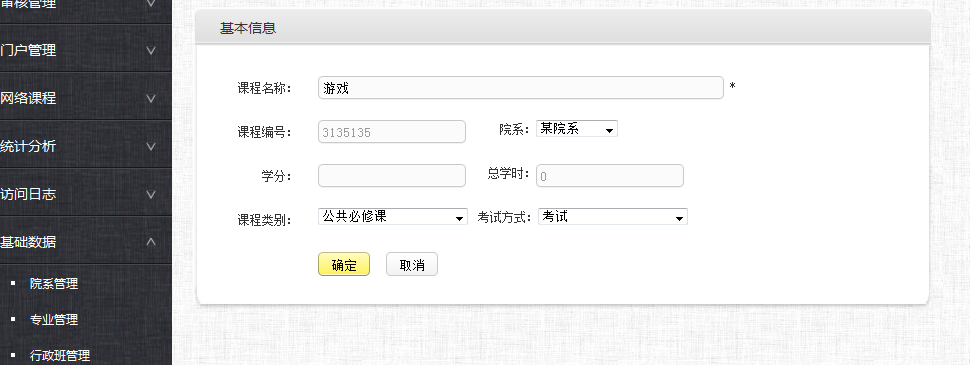 审核管理
门户管理
网络课程
统计分析
访问日志
基础数据
院系管理
专业管理
行政班管理
基本信息
课程名称： 游戏 *
课程编号： 3135135 院系： 某院系
学分： 总学时： 0
课程类别： 公共必修课 考试方式： 考试
确定 取消